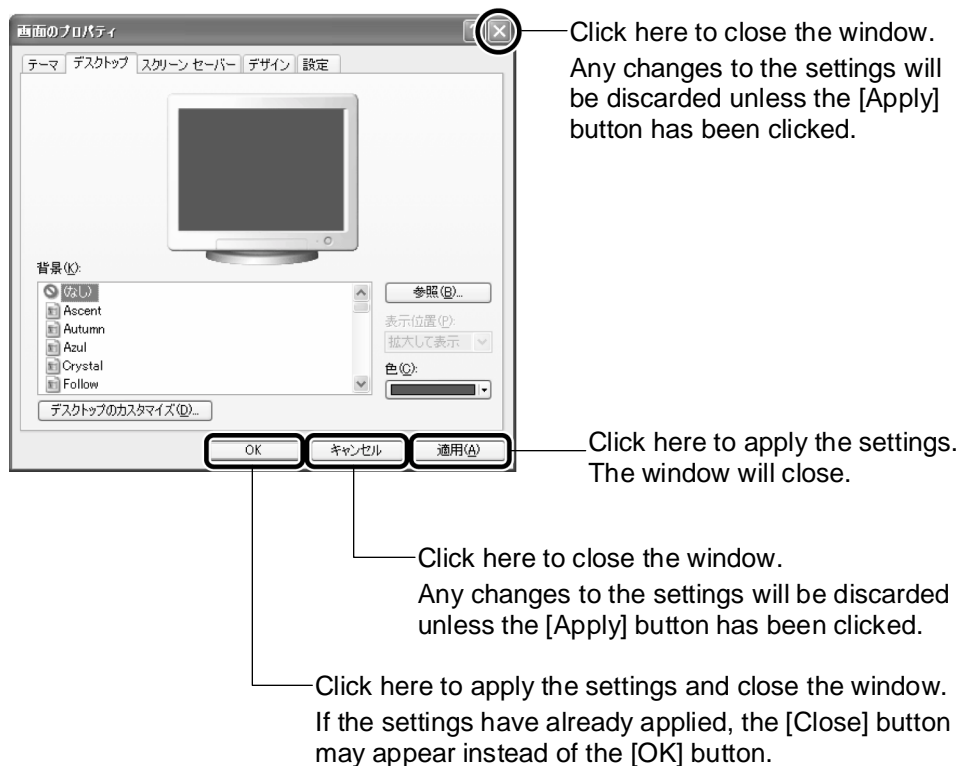 画面のプロパティ
Click here to close the window.
Any changes to the settings will
be discarded unless the [Apply]
button has been clicked.
テーマ デスクトップ スクリーン セーバー デザイン 設定
背景(K):
(なし)
Ascent
Autumn
Azul
Crystal
Follow
参照(B)...
表示位置(P):
拡大して表示
色(C):
デスクトップのカスタマイズ(D)...
OK キャンセル 適用(A)
Click here to apply the settings.
The window will close.
Click here to close the window.
Any changes to the settings will be discarded
unless the [Apply] button has been clicked.
Click here to apply the settings and close the window.
If the settings have already applied, the [Close] button
may appear instead of the [OK] button.